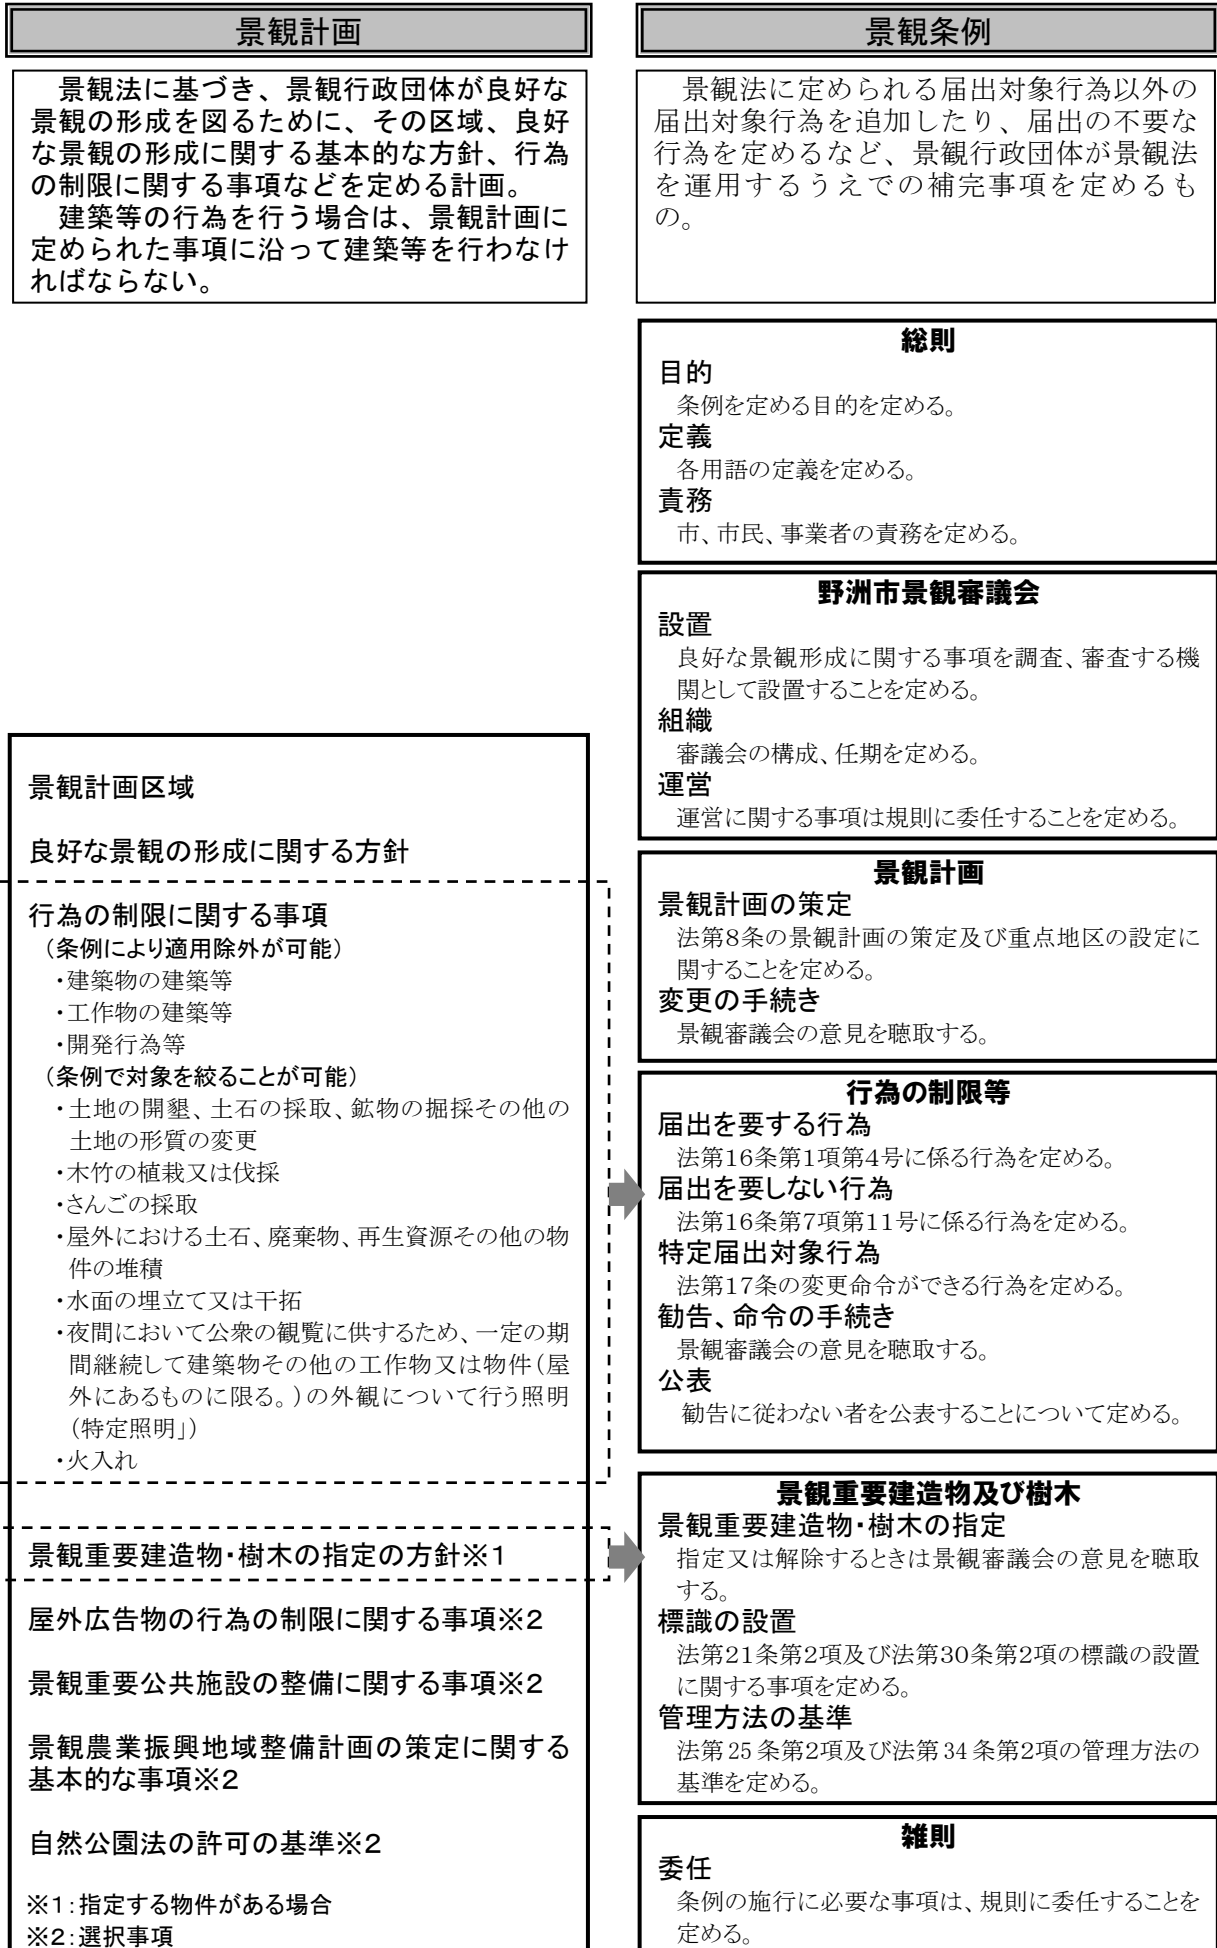 景観計画
景観法に基づき、景観行政団体が良好な
景観の形成を図るために、その区域、良好
な景観の形成に関する基本的な方針、行為
の制限に関する事項などを定める計画。
建築等の行為を行う場合は、景観計画に
定められた事項に沿って建築等を行わなけ
ればならない。
景観計画区域
良好な景観の形成に関する方針
行為の制限に関する事項
（条例により適用除外が可能）
・建築物の建築等
・工作物の建築等
・開発行為等
（条例で対象を絞ることが可能）
・土地の開墾、土石の採取、鉱物の掘採その他の
土地の形質の変更
・木竹の植栽又は伐採
・さんごの採取
・屋外における土石、廃棄物、再生資源その他の物
件の堆積
・水面の埋立て又は干拓
・夜間において公衆の観覧に供するため、一定の期
間継続して建築物その他の工作物又は物件（屋
外にあるものに限る。）の外観について行う照明
（特定照明」）
・火入れ
景観重要建造物・樹木の指定の方針※１
屋外広告物の行為の制限に関する事項※２
景観重要公共施設の整備に関する事項※２
景観農業振興地域整備計画の策定に関する
基本的な事項※２
自然公園法の許可の基準※２
※１：指定する物件がある場合
※２：選択事項
景観条例
景観法に定められる届出対象行為以外の
届出対象行為を追加したり、届出の不要な
行為を定めるなど、景観行政団体が景観法
を運用するうえでの補完事項を定めるも
の。
総則
目的
条例を定める目的を定める。
定義
各用語の定義を定める。
責務
市、市民、事業者の責務を定める。
野洲市景観審議会
設置
良好な景観形成に関する事項を調査、審査する機
関として設置することを定める。
組織
審議会の構成、任期を定める。
運営
運営に関する事項は規則に委任することを定める。
景観計画
景観計画の策定
法第８条の景観計画の策定及び重点地区の設定に
関することを定める。
変更の手続き
景観審議会の意見を聴取する。
行為の制限等
届出を要する行為
法第１６条第１項第４号に係る行為を定める。
届出を要しない行為
法第１６条第７項第１１号に係る行為を定める。
特定届出対象行為
法第１７条の変更命令ができる行為を定める。
勧告、命令の手続き
景観審議会の意見を聴取する。
公表
勧告に従わない者を公表することについて定める。
景観重要建造物及び樹木
景観重要建造物・樹木の指定
指定又は解除するときは景観審議会の意見を聴取
する。
標識の設置
法第２１条第２項及び法第３０条第２項の標識の設置
に関する事項を定める。
管理方法の基準
法第 25 条第２項及び法第 34 条第２項の管理方法の
基準を定める。
雑則
委任
条例の施行に必要な事項は、規則に委任することを
定める。